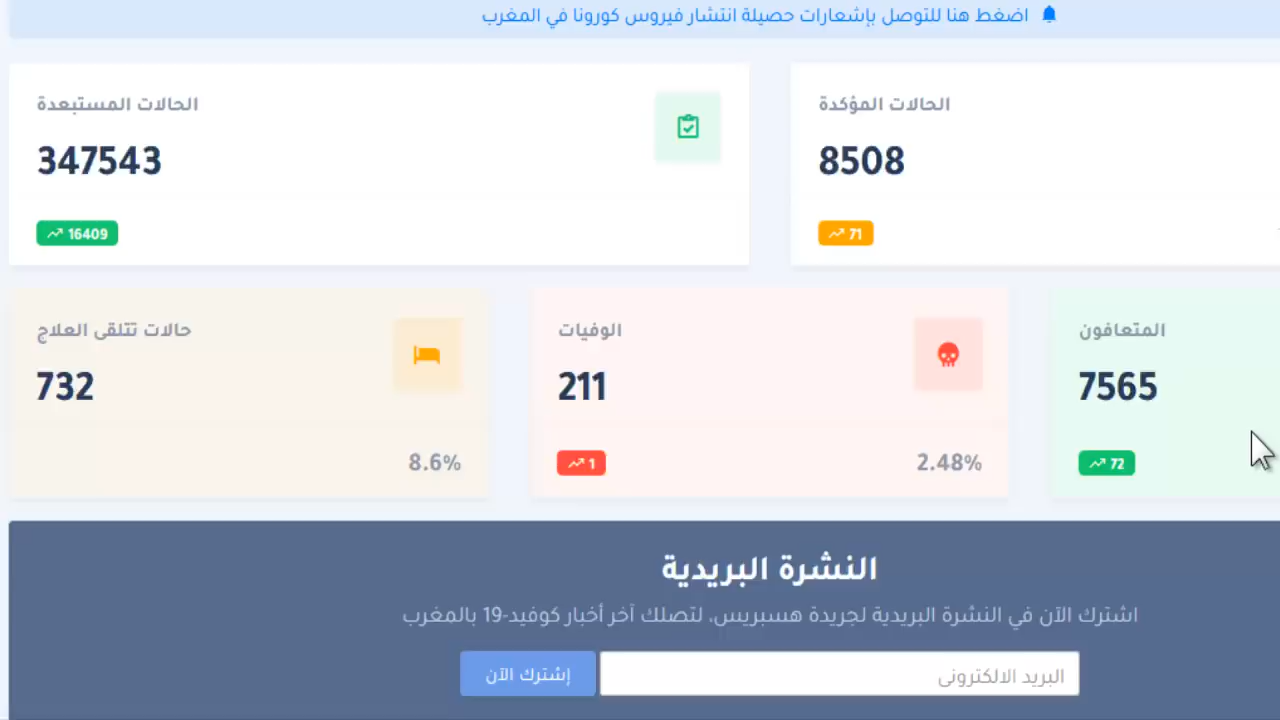 اضغط هنا للتوصل بإشعارات حصيلة انتشار فيروس كورونا في المغرب
الحالات المؤكدة
8508
71
الحالات المستبعدة
347543
16409
المتعافون
7565
72
الوفيات
211
1
2.48%
حالات تتلقى العلاج
732
8.6%
النشرة البريدية
اشترك الآن في النشرة البريدية لجريدة هسبريس، لتصلك آخر أخبار كوفيد-19 بالمغرب
البريد الالكتروني
إشترك الآن